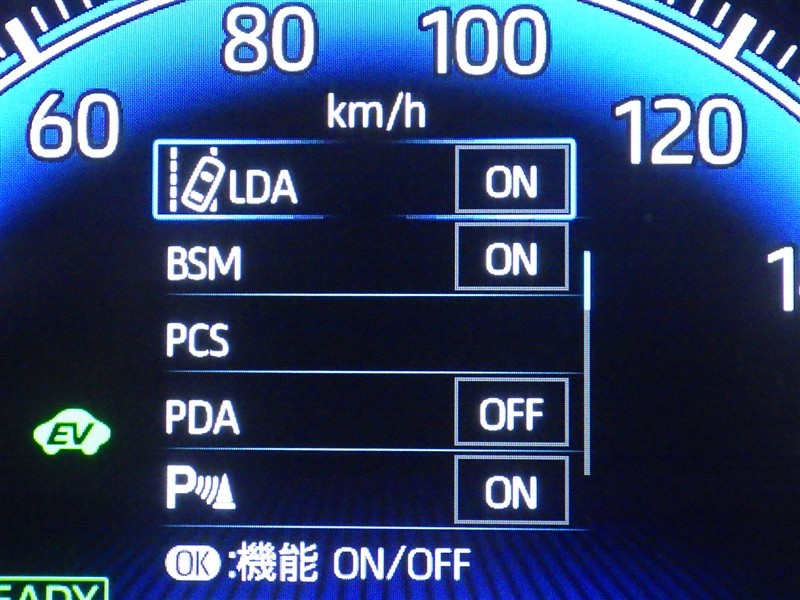 80 100
60 km/h 120
LDA ON
BSM ON
PCS
PDA OFF
P ON
EV
OK :機能 ON/OFF